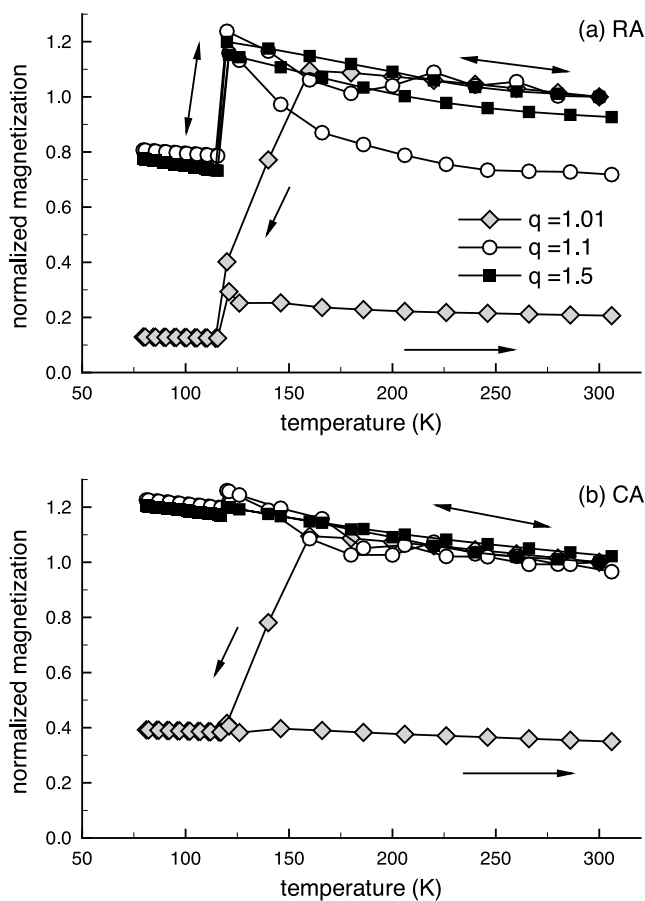 (a) RA
normalized magnetization
1.2
1.0
0.8
0.6
0.4
0.2
0.0
q =1.01
q =1.1
q =1.5
50 100 150 200 250 300
temperature (K)
(b) CA
normalized magnetization
1.2
1.0
0.8
0.6
0.4
0.2
0.0
50 100 150 200 250 300
temperature (K)